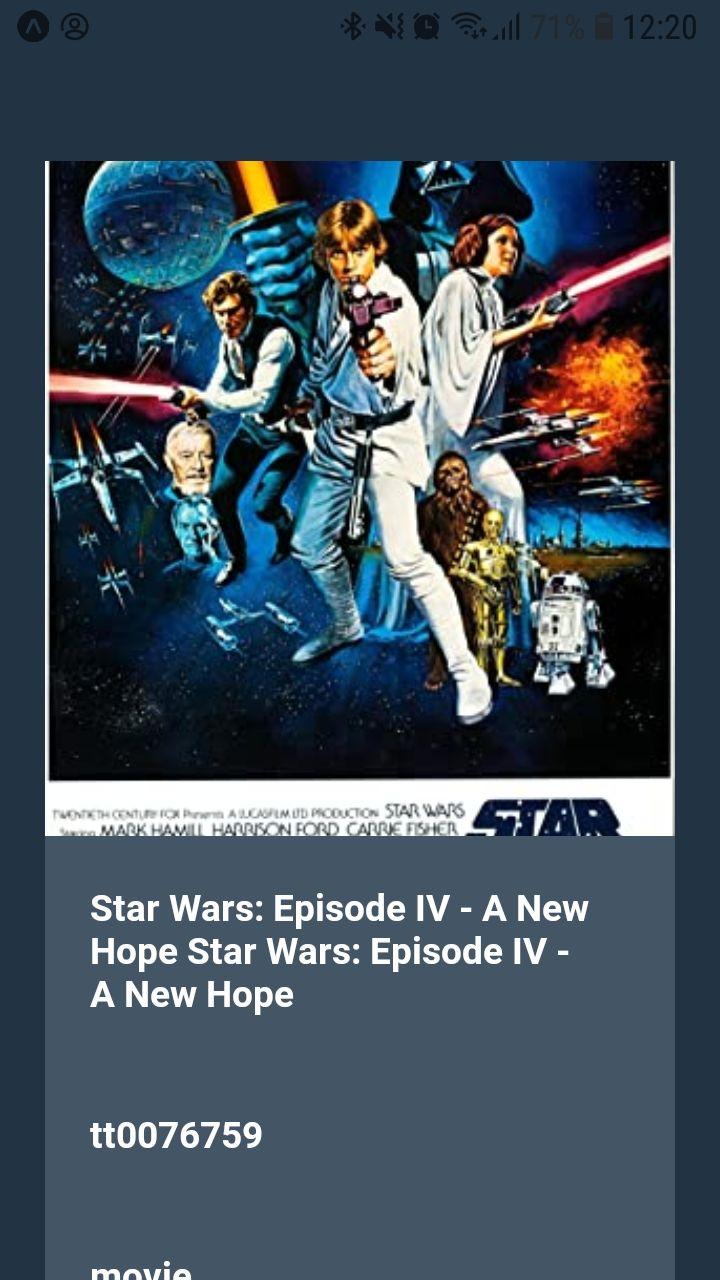 71% 12:20
TWENTIETH CENTURY FOX Presents A LUCASFILM LTD PRODUCTION STAR WARS
Starring MARK HAMILL HARRISON FORD CARRIE FISHER
STAR
Star Wars: Episode IV - A New
Hope Star Wars: Episode IV -
A New Hope
tt0076759
movie